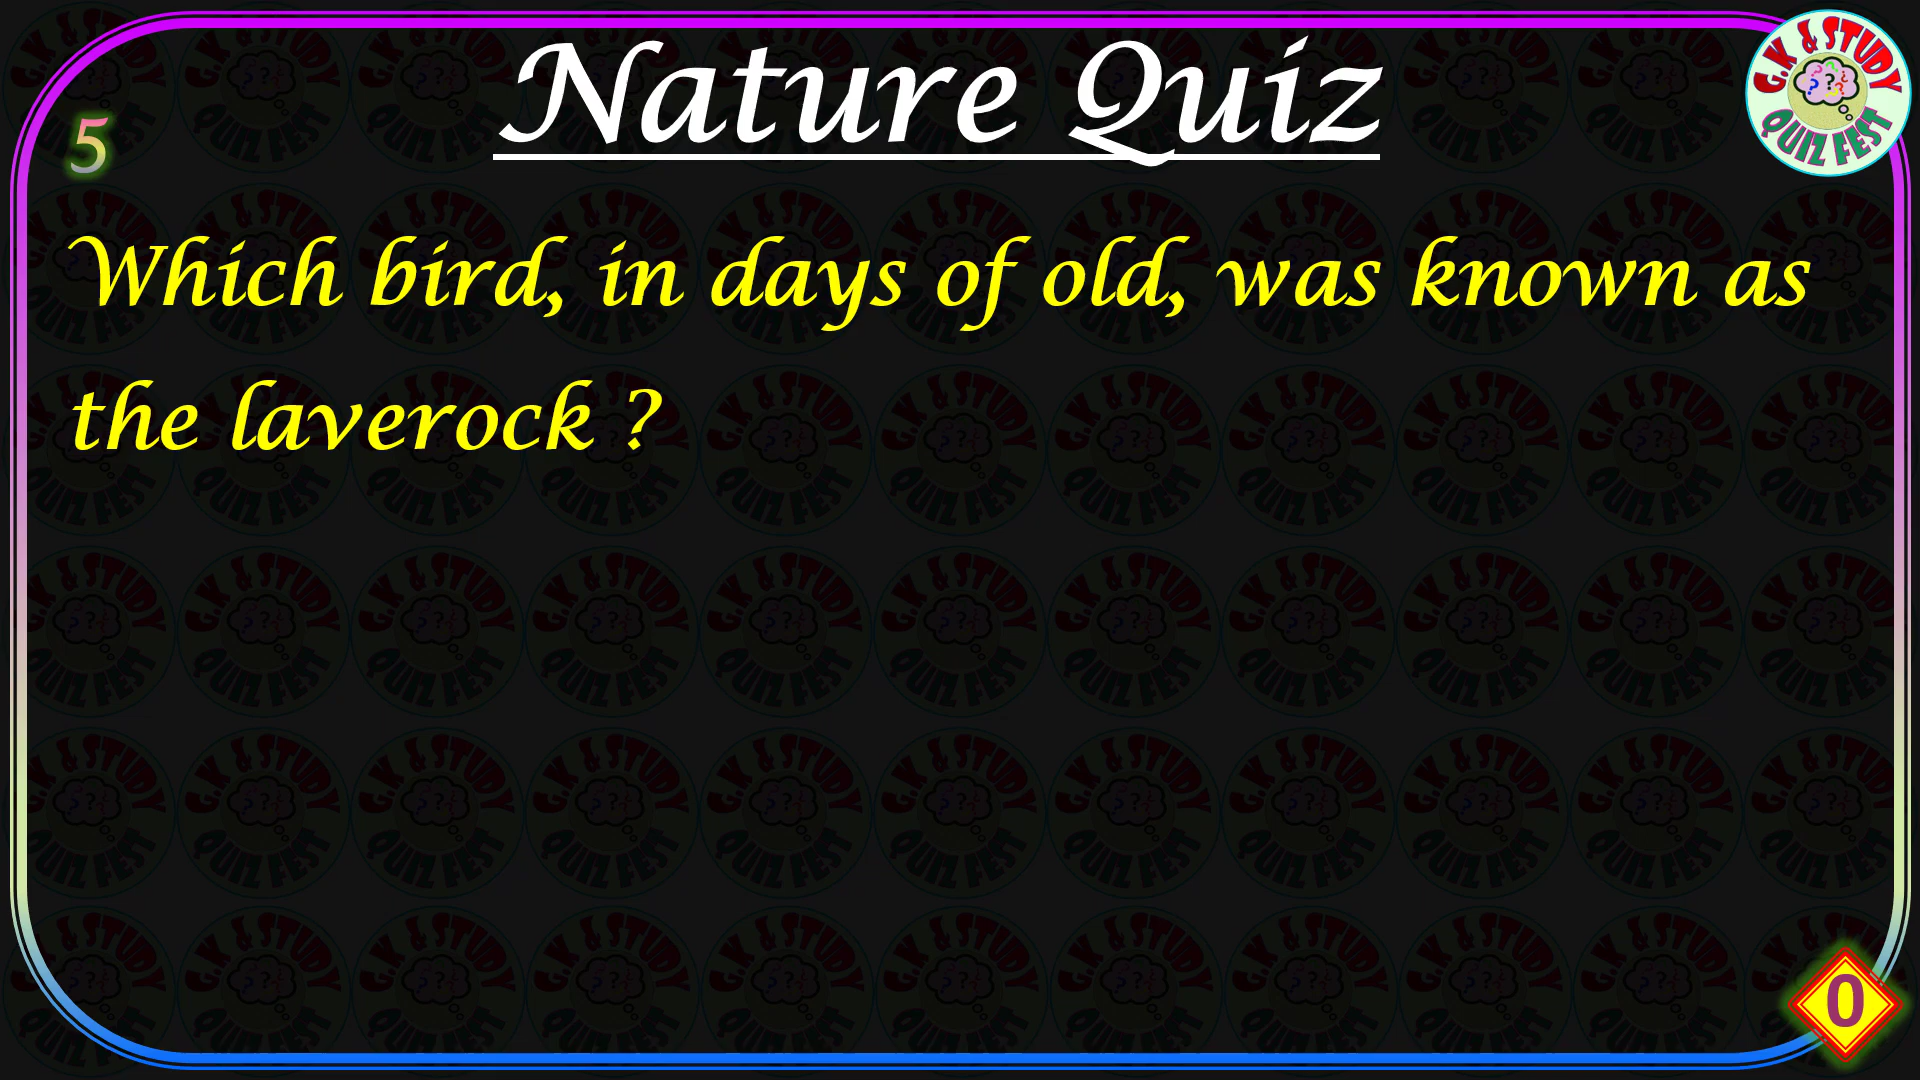 Nature Quiz
G.K & STUDY
QUIZ FEST
5
Which bird, in days of old, was known as
the laverock ?
0